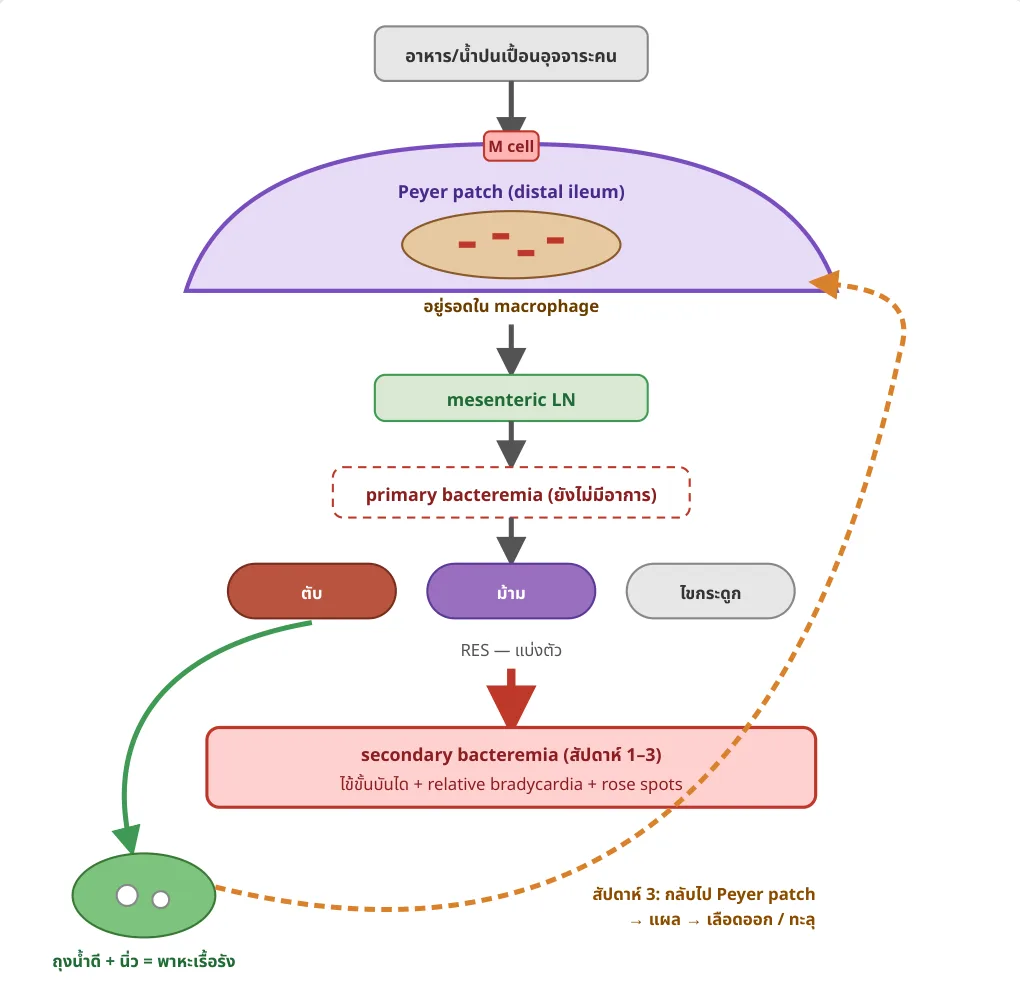 อาหาร/น้ำปนเปื้อนอุจจาระคน
M cell
Peyer patch (distal ileum)
อยู่รอดใน macrophage
mesenteric LN
primary bacteremia (ยังไม่มีอาการ)
ตับ
ม้าม
ไขกระดูก
RES — แบ่งตัว
secondary bacteremia (สัปดาห์ 1–3)
ไข้ขั้นบันได + relative bradycardia + rose spots
สัปดาห์ 3: กลับไป Peyer patch
→ แผล → เลือดออก / ทะลุ
ถุงน้ำดี + นิ่ว = พาหะเรื้อรัง